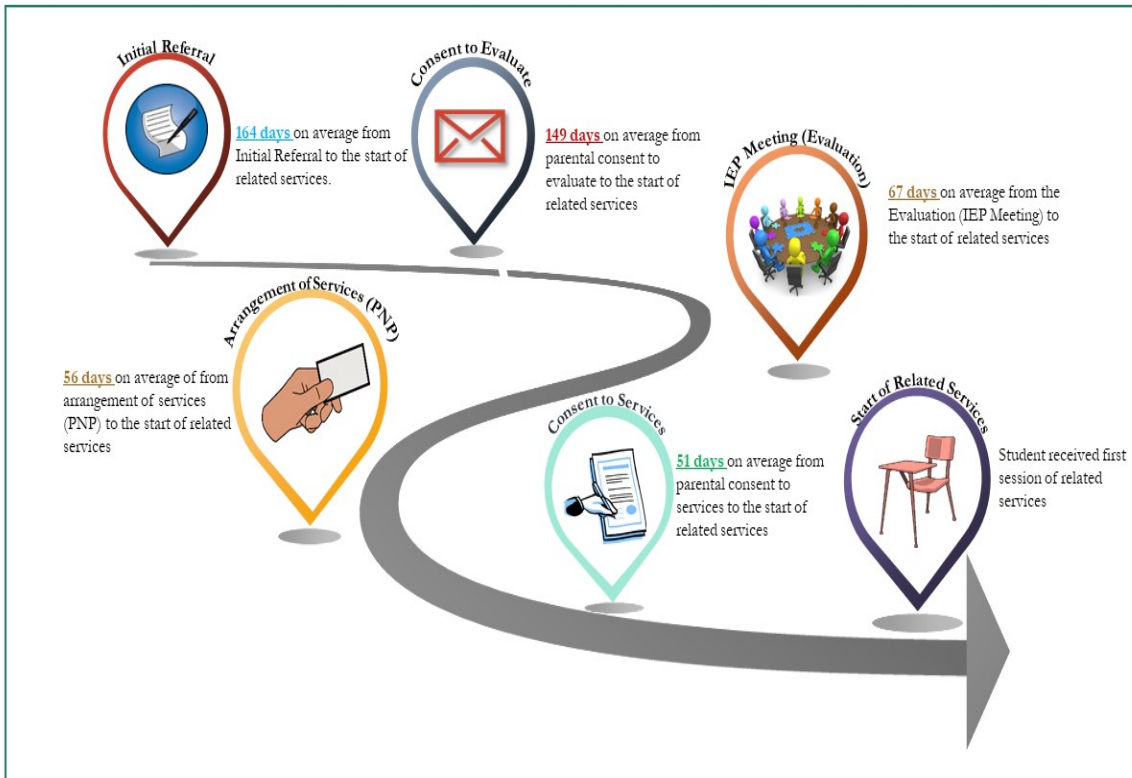 Initial Referral
164 days on average from
Initial Referral to the start of
related services.
Consent to Evaluate
149 days on average from
parental consent to
evaluate to the start of
related services
IEP Meeting (Evaluation)
67 days on average from the
Evaluation (IEP Meeting) to
the start of related services
Arrangement of Services (PNP)
56 days on average of from
arrangement of services
(PNP) to the start of related
services
Consent to Services
51 days on average from
parental consent to
services to the start of
related services
Start of Related Services
Student received first
session of related
services